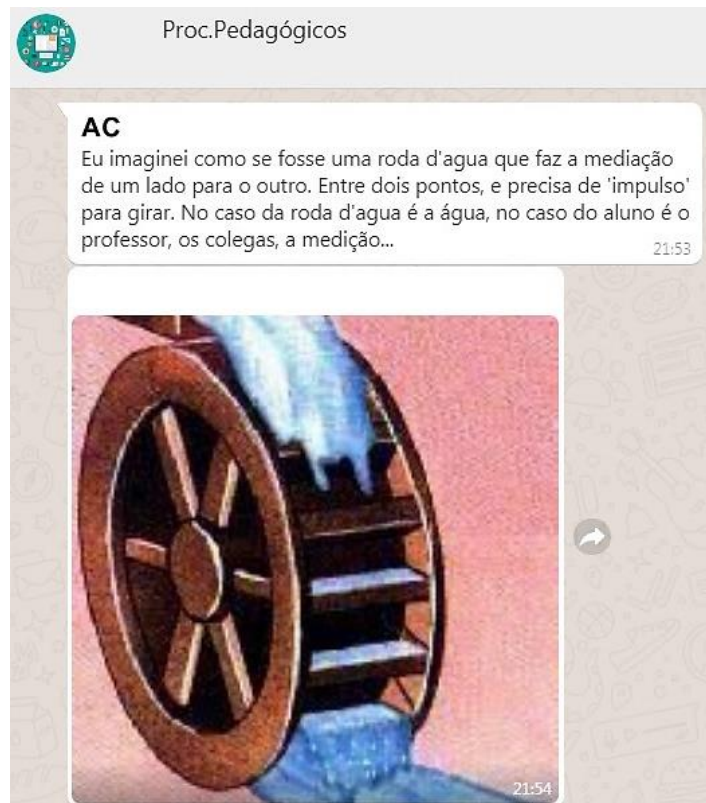 Proc.Pedagógicos
AC
Eu imaginei como se fosse uma roda d'agua que faz a mediação
de um lado para o outro. Entre dois pontos, e precisa de 'impulso'
para girar. No caso da roda d'agua é a água, no caso do aluno é o
professor, os colegas, a medição...
21:53
21:54